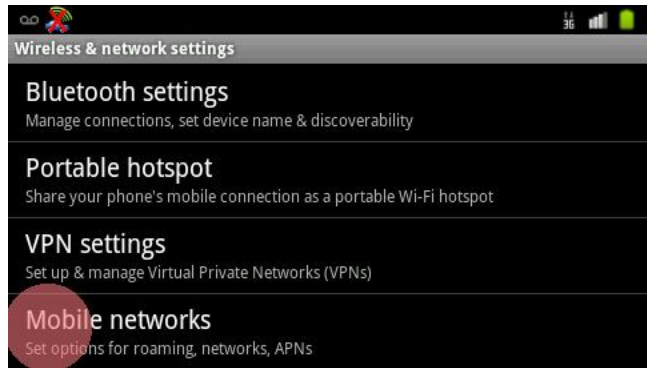 3G
Wireless & network settings
Bluetooth settings
Manage connections, set device name & discoverability
Portable hotspot
Share your phone's mobile connection as a portable Wi-Fi hotspot
VPN settings
Set up & manage Virtual Private Networks (VPNs)
Mobile networks
Set options for roaming, networks, APNs